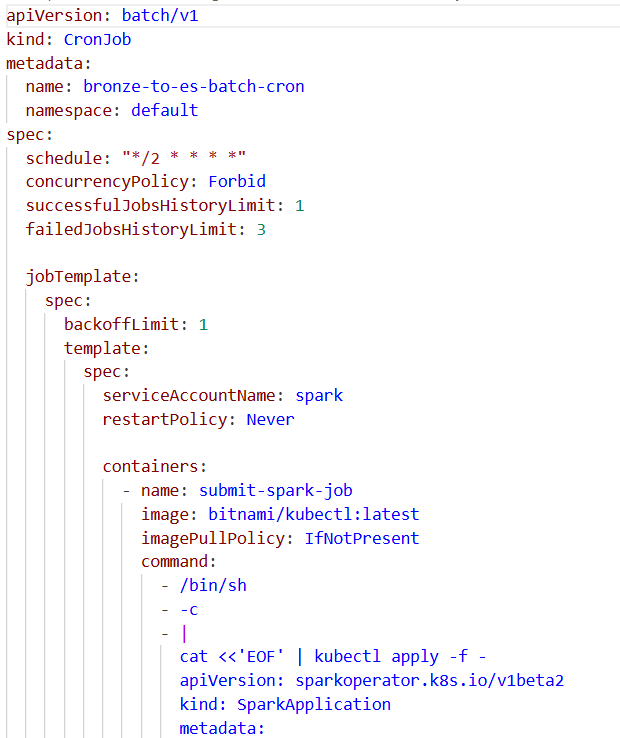 apiVersion: batch/v1
kind: CronJob
metadata:
  name: bronze-to-es-batch-cron
  namespace: default
spec:
  schedule: "*/2 * * * *"
  concurrencyPolicy: Forbid
  successfulJobsHistoryLimit: 1
  failedJobsHistoryLimit: 3

  jobTemplate:
    spec:
      backoffLimit: 1
      template:
        spec:
          serviceAccountName: spark
          restartPolicy: Never

          containers:
            - name: submit-spark-job
              image: bitnami/kubectl:latest
              imagePullPolicy: IfNotPresent
              command:
                - /bin/sh
                - -c
                - |
                  cat <<'EOF' | kubectl apply -f -
                  apiVersion: sparkoperator.k8s.io/v1beta2
                  kind: SparkApplication
                  metadata: